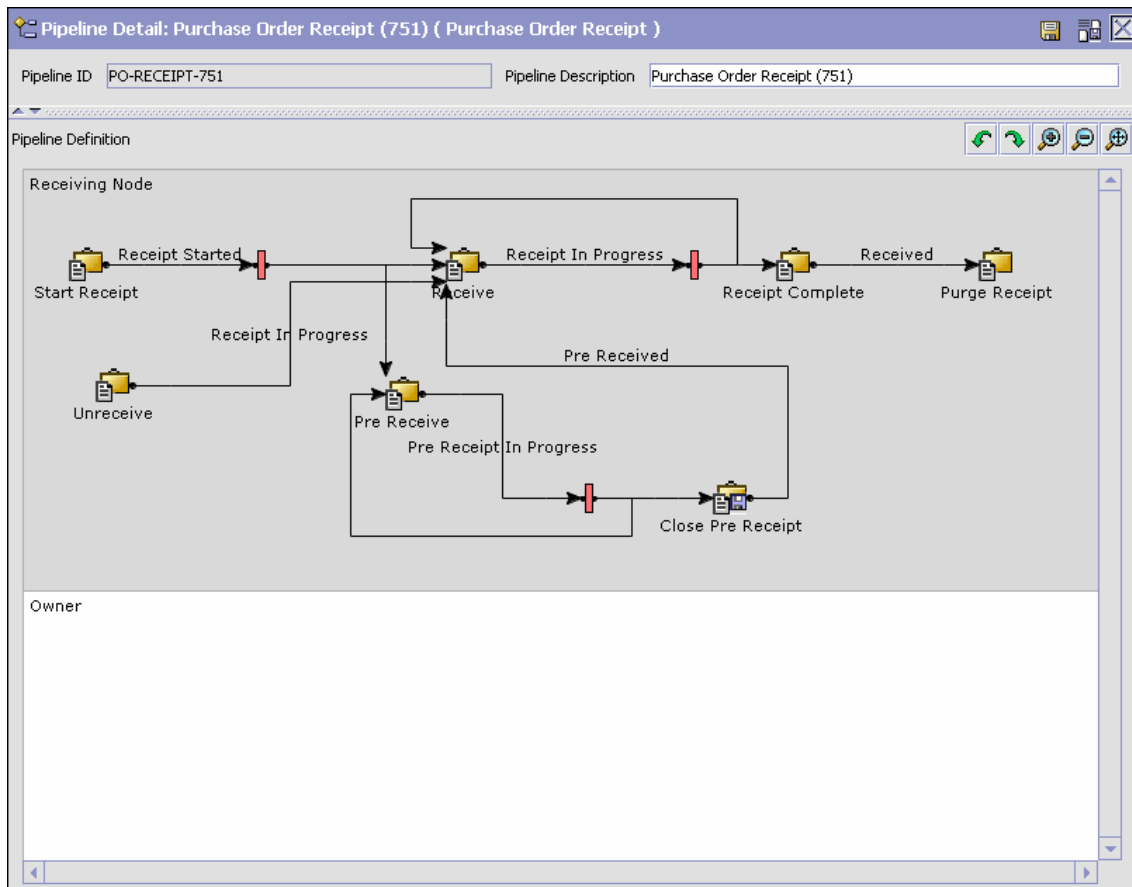 Pipeline Detail: Purchase Order Receipt (751) ( Purchase Order Receipt )
Pipeline ID PO-RECEIPT-751 Pipeline Description Purchase Order Receipt (751)
Pipeline Definition
Receiving Node
Receipt Started Receipt In Progress Received
Start Receipt Receive Receipt Complete Purge Receipt
Receipt In Progress
Pre Received
Unreceive
Pre Receive
Pre Receipt In Progress
Close Pre Receipt
Owner